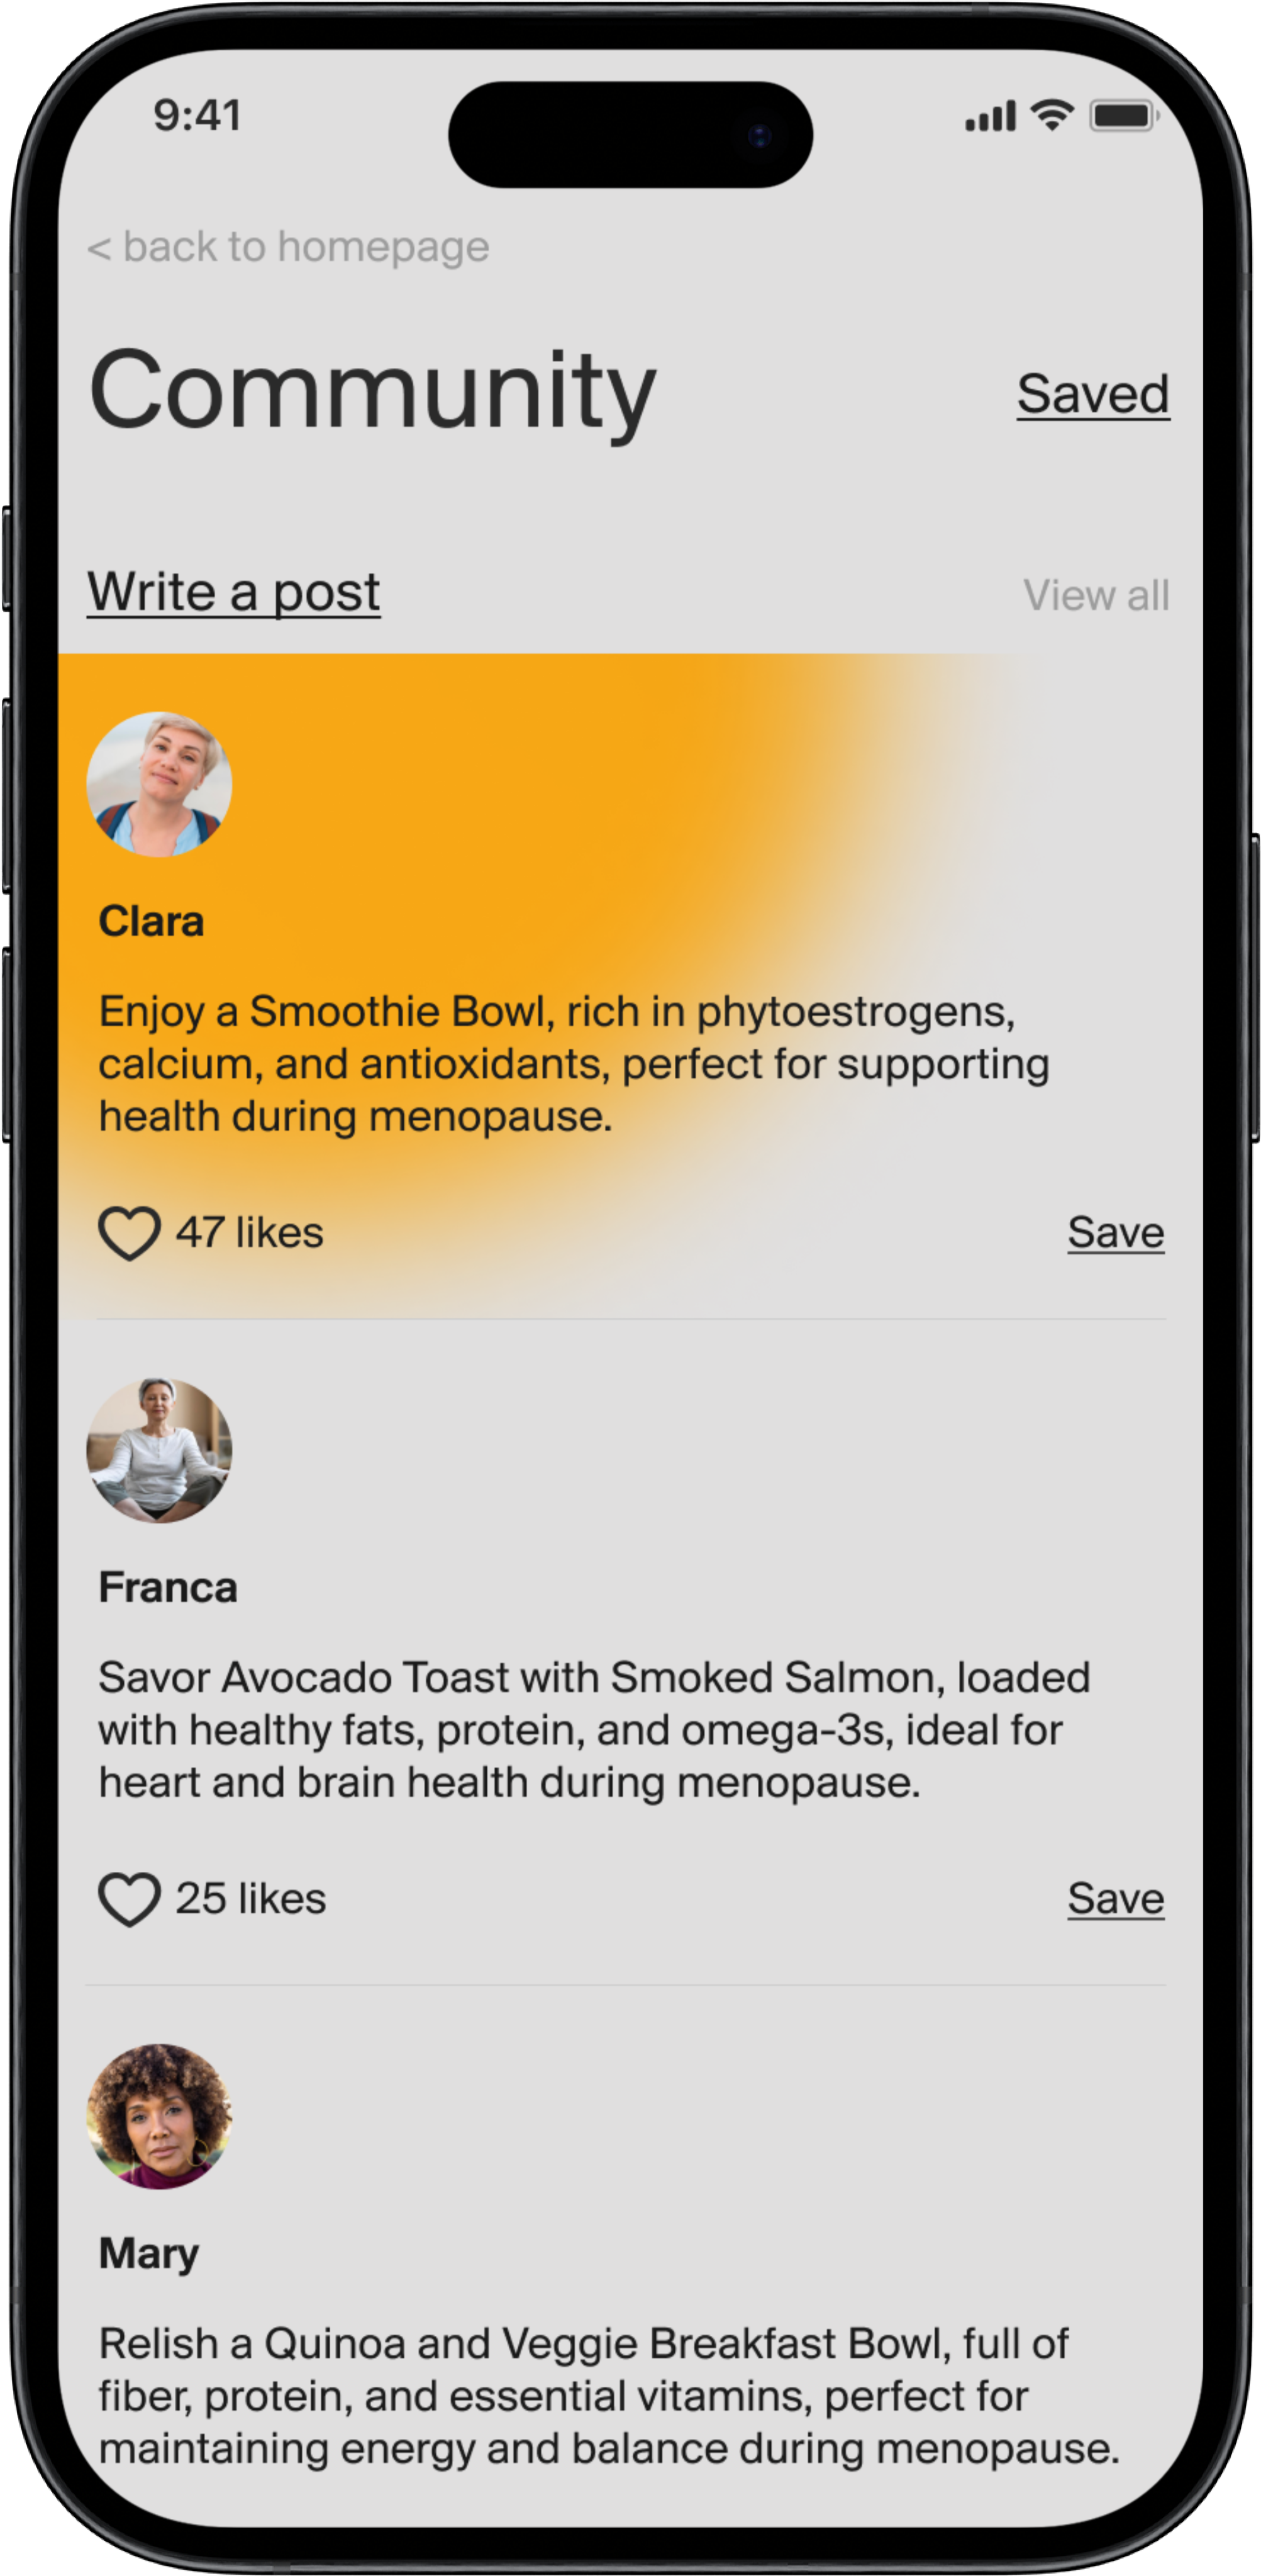 9:41
< back to homepage
Community
Saved
Write a post
View all
Clara
Enjoy a Smoothie Bowl, rich in phytoestrogens,
calcium, and antioxidants, perfect for supporting
health during menopause.
47 likes
Save
Franca
Savor Avocado Toast with Smoked Salmon, loaded
with healthy fats, protein, and omega-3s, ideal for
heart and brain health during menopause.
25 likes
Save
Mary
Relish a Quinoa and Veggie Breakfast Bowl, full of
fiber, protein, and essential vitamins, perfect for
maintaining energy and balance during menopause.